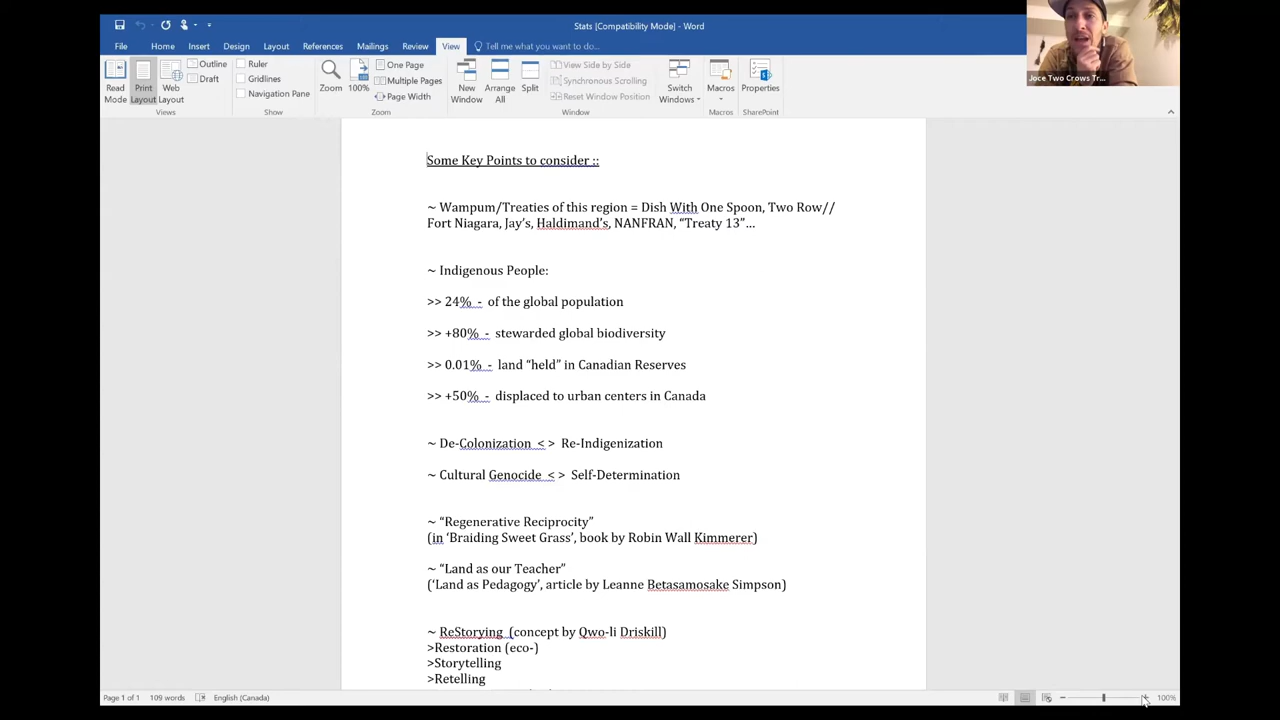 Stats [Compatibility Mode] - Word
File Home Insert Design Layout References Mailings Review View Tell me what you want to do...
Joce Two Crows Tr...
Read Mode
Print Layout
Web Layout
Outline
Draft
Views
Ruler
Gridlines
Navigation Pane
Show
Zoom
100%
One Page
Multiple Pages
Page Width
Zoom
New Window
Arrange All
Split
View Side by Side
Synchronous Scrolling
Reset Window Position
Window
Switch Windows
Macros
Macros
Properties
SharePoint
Some Key Points to consider ::
~ Wampum/Treaties of this region = Dish With One Spoon, Two Row//
Fort Niagara, Jay’s, Haldimand’s, NANFRAN, “Treaty 13”…
~ Indigenous People:
>> 24% - of the global population
>> +80% - stewarded global biodiversity
>> 0.01% - land “held” in Canadian Reserves
>> +50% - displaced to urban centers in Canada
~ De-Colonization < > Re-Indigenization
~ Cultural Genocide < > Self-Determination
~ “Regenerative Reciprocity”
(in ‘Braiding Sweet Grass’, book by Robin Wall Kimmerer)
~ “Land as our Teacher”
(‘Land as Pedagogy’, article by Leanne Betasamosake Simpson)
~ ReStorying (concept by Qwo-li Driskill)
>Restoration (eco-)
>Storytelling
>Retelling
Page 1 of 1 109 words English (Canada) 100%